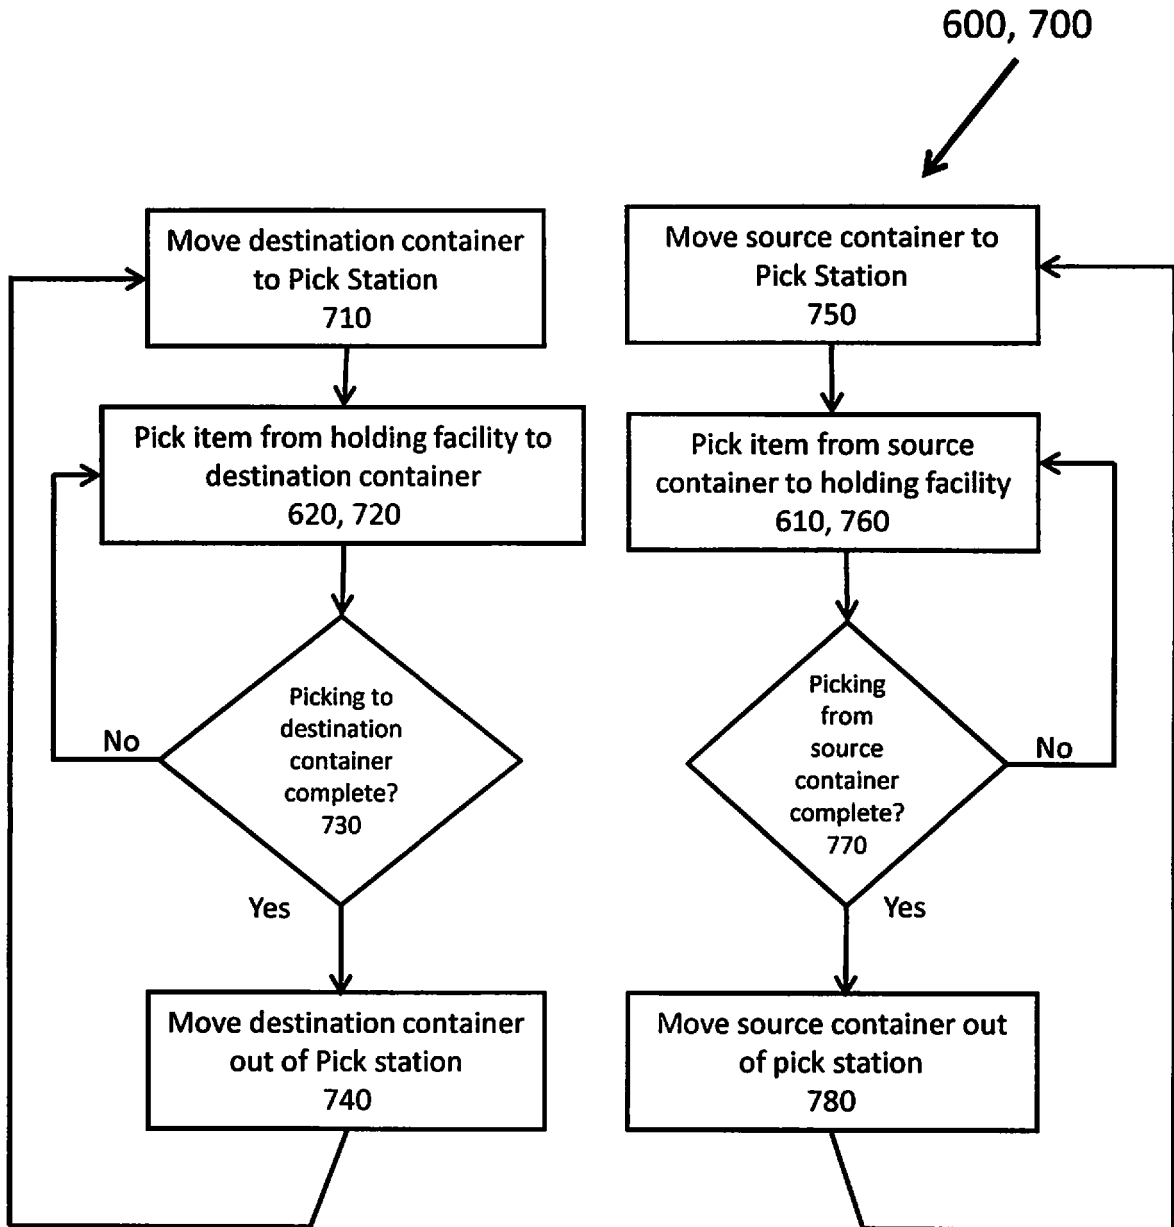 600, 700
Move destination container
to Pick Station
710
Pick item from holding facility to
destination container
620, 720
Picking to
destination
container
complete?
730
No
Yes
Move destination container
out of Pick station
740
Move source container to
Pick Station
750
Pick item from source
container to holding facility
610, 760
Picking
from
source
container
complete?
770
No
Yes
Move source container out
of pick station
780